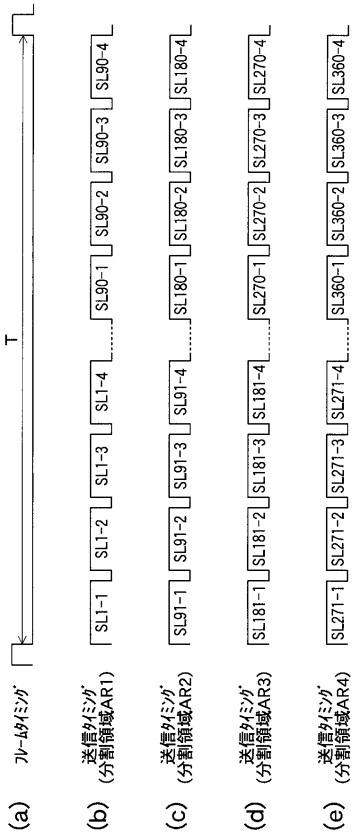 (a) フレームタイミング
T
(b) 送信タイミング
(分割領域AR1)
SL1-1 SL1-2 SL1-3 SL1-4 SL90-1 SL90-2 SL90-3 SL90-4
(c) 送信タイミング
(分割領域AR2)
SL91-1 SL91-2 SL91-3 SL91-4 SL180-1 SL180-2 SL180-3 SL180-4
(d) 送信タイミング
(分割領域AR3)
SL181-1 SL181-2 SL181-3 SL181-4 SL270-1 SL270-2 SL270-3 SL270-4
(e) 送信タイミング
(分割領域AR4)
SL271-1 SL271-2 SL271-3 SL271-4 SL360-1 SL360-2 SL360-3 SL360-4